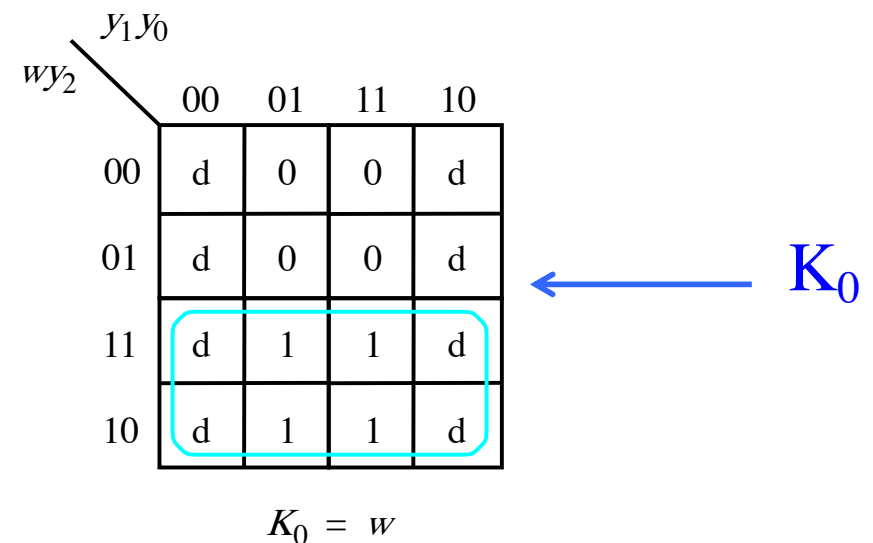 y₁y₀
wy₂
00 01 11 10
00 d 0 0 d
01 d 0 0 d
K₀
11 d 1 1 d
10 d 1 1 d
K₀ = w